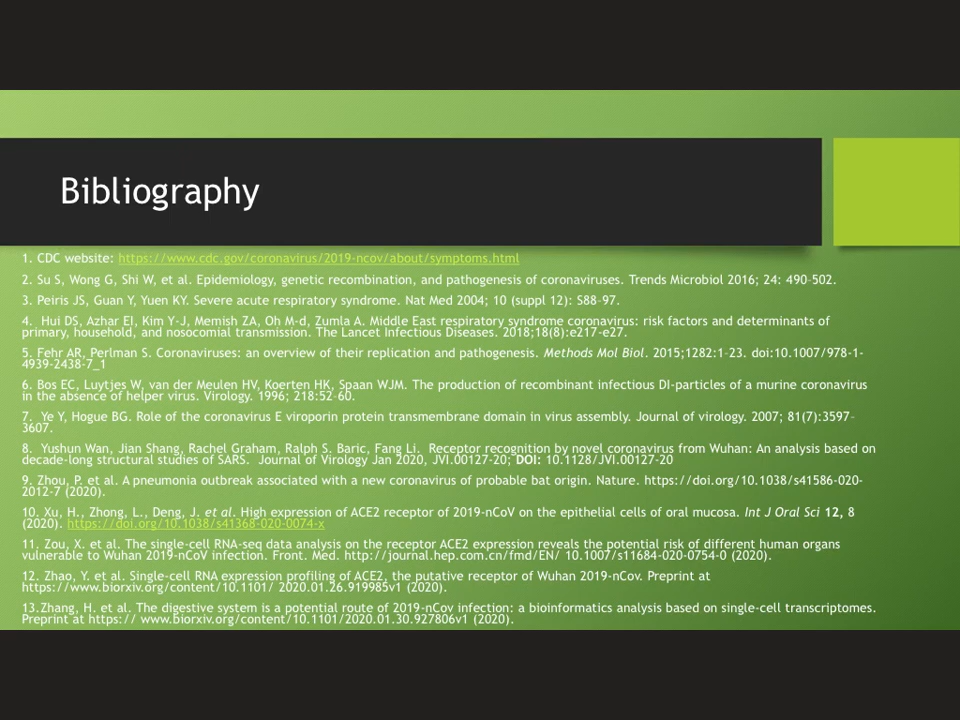 Bibliography
1. CDC website: https://www.cdc.gov/coronavirus/2019-ncov/about/symptoms.html
2. Su S, Wong G, Shi W, et al. Epidemiology, genetic recombination, and pathogenesis of coronaviruses. Trends Microbiol 2016; 24: 490–502.
3. Peiris JS, Guan Y, Yuen KY. Severe acute respiratory syndrome. Nat Med 2004; 10 (suppl 12): S88–97.
4. Hui DS, Azhar EI, Kim Y-J, Memish ZA, Oh M-d, Zumla A. Middle East respiratory syndrome coronavirus: risk factors and determinants of
primary, household, and nosocomial transmission. The Lancet Infectious Diseases. 2018;18(8):e217-e27.
5. Fehr AR, Perlman S. Coronaviruses: an overview of their replication and pathogenesis. Methods Mol Biol. 2015;1282:1–23. doi:10.1007/978-1-
4939-2438-7_1
6. Bos EC, Luytjes W, van der Meulen HV, Koerten HK, Spaan WJM. The production of recombinant infectious DI-particles of a murine coronavirus
in the absence of helper virus. Virology. 1996; 218:52–60.
7. Ye Y, Hogue BG. Role of the coronavirus E viroporin protein transmembrane domain in virus assembly. Journal of virology. 2007; 81(7):3597–
3607.
8. Yushun Wan, Jian Shang, Rachel Graham, Ralph S. Baric, Fang Li. Receptor recognition by novel coronavirus from Wuhan: An analysis based on
decade-long structural studies of SARS. Journal of Virology Jan 2020, JVI.00127-20; DOI: 10.1128/JVI.00127-20
9. Zhou, P. et al. A pneumonia outbreak associated with a new coronavirus of probable bat origin. Nature. https://doi.org/10.1038/s41586-020-
2012-7 (2020).
10. Xu, H., Zhong, L., Deng, J. et al. High expression of ACE2 receptor of 2019-nCoV on the epithelial cells of oral mucosa. Int J Oral Sci 12, 8
(2020). https://doi.org/10.1038/s41368-020-0074-x
11. Zou, X. et al. The single-cell RNA-seq data analysis on the receptor ACE2 expression reveals the potential risk of different human organs
vulnerable to Wuhan 2019-nCoV infection. Front. Med. http://journal.hep.com.cn/fmd/EN/ 10.1007/s11684-020-0754-0 (2020).
12. Zhao, Y. et al. Single-cell RNA expression profiling of ACE2, the putative receptor of Wuhan 2019-nCov. Preprint at
https://www.biorxiv.org/content/10.1101/ 2020.01.26.919985v1 (2020).
13.Zhang, H. et al. The digestive system is a potential route of 2019-nCov infection: a bioinformatics analysis based on single-cell transcriptomes.
Preprint at https:// www.biorxiv.org/content/10.1101/2020.01.30.927806v1 (2020).